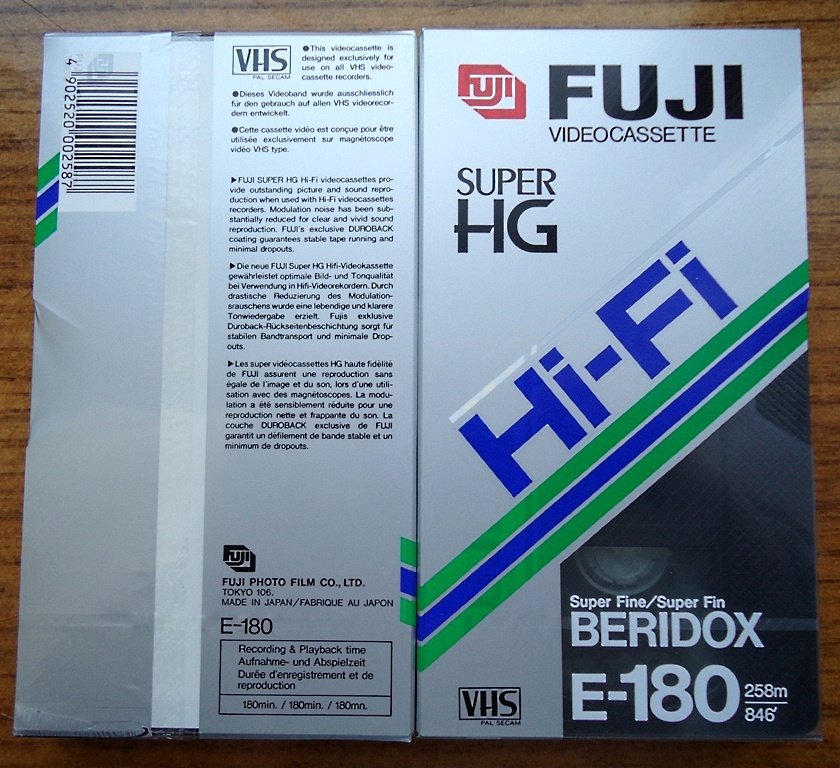 4 902520 002587
VHS
PAL SECAM
●This videocassette is
designed exclusively for
use on all VHS video-
cassette recorders.
●Dieses Videoband wurde ausschliesslich
für den gebrauch auf allen VHS videorecor-
dern entwickelt.
●Cette cassette vidéo est conçue pour être
utilisée exclusivement sur magnétoscope
vidéo VHS type.
▶FUJI SUPER HG Hi-Fi videocassettes pro-
vide outstanding picture and sound repro-
duction when used with Hi-Fi videocassettes
recorders. Modulation noise has been sub-
stantially reduced for clear and vivid sound
reproduction. FUJI's exclusive DUROBACK
coating guarantees stable tape running and
minimal dropouts.
▶Die neue FUJI Super HG Hifi-Videokassette
gewährleistet optimale Bild- und Tonqualität
bei Verwendung in Hifi-Videorekordern. Durch
drastische Reduzierung des Modulation-
srauschens wurde eine lebendige und klarere
Tonwiedergabe erzielt. Fujis exklusive
Duroback-Rückseitenbeschichtung sorgt für
stabilen Bandtransport und minimale Drop-
outs.
▶Les super vidéocassettes HG haute fidélité
de FUJI assurent une reproduction sans
égale de l'image et du son, lors d'une utili-
sation avec des magnétoscopes. La modu-
lation a été sensiblement réduite pour une
reproduction nette et frappante du son. La
couche DUROBACK exclusive de FUJI
garantit un défilement de bande stable et un
minimum de dropouts.
FUJI
FUJI PHOTO FILM CO., LTD.
TOKYO 106.
MADE IN JAPAN/FABRIQUE AU JAPON
E-180
Recording & Playback time
Aufnahme- und Abspielzeit
Durée d'enregistrement et de
reproduction
180min. / 180min. / 180mn.
FUJI
FUJI
VIDEOCASSETTE
SUPER
HG
Hi-Fi
Super Fine/Super Fin
BERIDOX
E-180
258m
846'
VHS
PAL SECAM